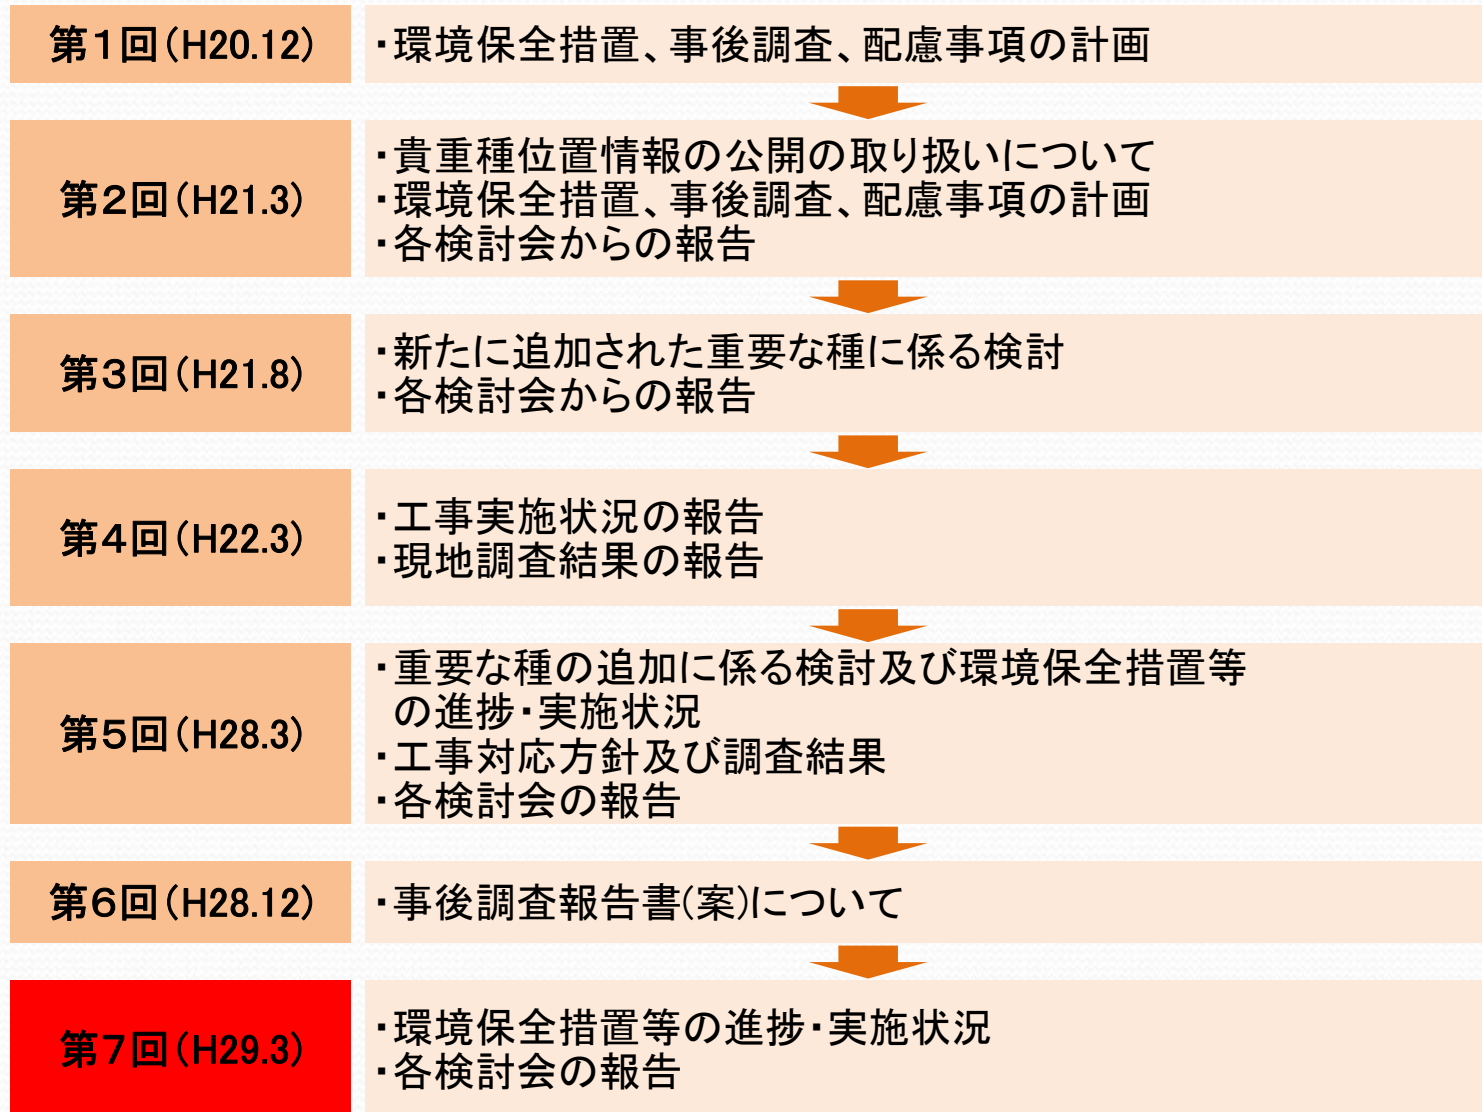 第１回（H20.12）
・環境保全措置、事後調査、配慮事項の計画
第２回（H21.3）
・貴重種位置情報の公開の取り扱いについて
・環境保全措置、事後調査、配慮事項の計画
・各検討会からの報告
第３回（H21.8）
・新たに追加された重要な種に係る検討
・各検討会からの報告
第４回（H22.3）
・工事実施状況の報告
・現地調査結果の報告
第５回（H28.3）
・重要な種の追加に係る検討及び環境保全措置等
の進捗・実施状況
・工事対応方針及び調査結果
・各検討会の報告
第６回（H28.12）
・事後調査報告書(案)について
第７回（H29.3）
・環境保全措置等の進捗・実施状況
・各検討会の報告